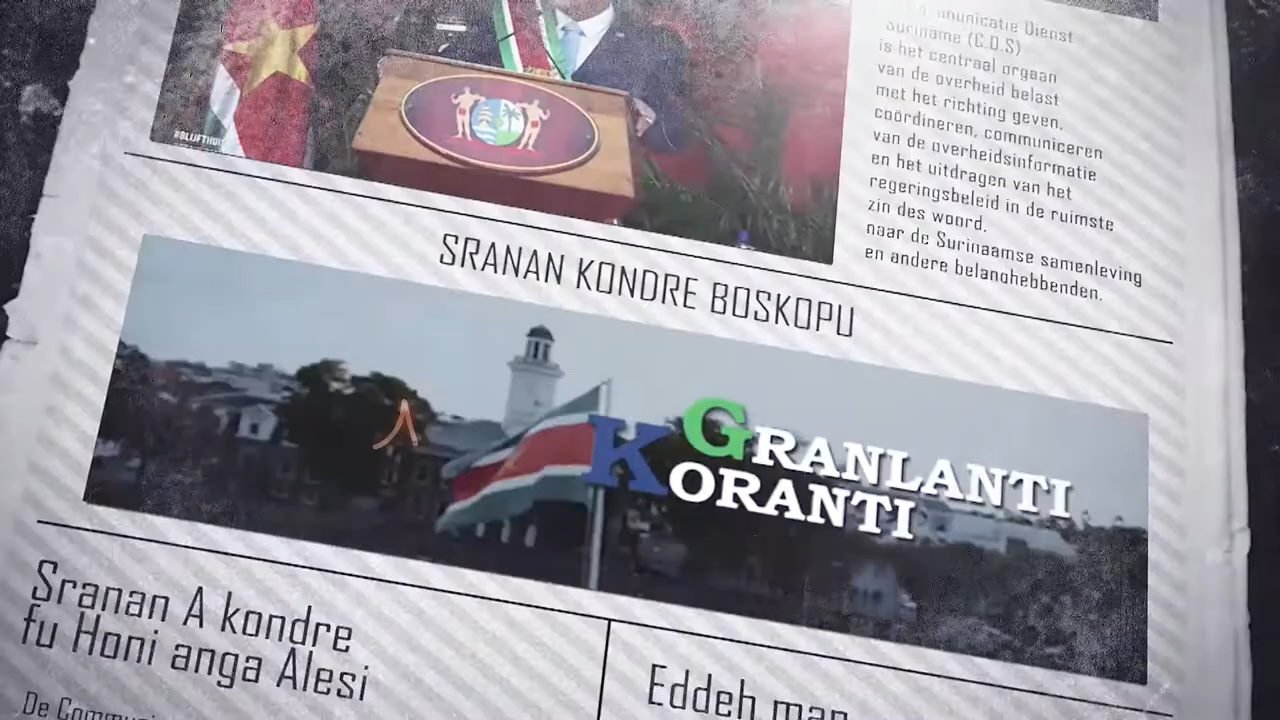 Dienst
Suriname (C.D.S)
is het centraal orgaan
van de overheid belast
met het richting geven,
coördineren, communiceren
van de overheidsinformatie
en het uitdragen van het
regeringsbeleid in de ruimste
zin des woord.
naar de Surinaamse samenleving
en andere belanghebbenden.
SRANAN KONDRE BOSKOPU
GRANLANTI
KORANTI
Sranan A kondre
fu Honi anga Alesi
Eddeh man
De